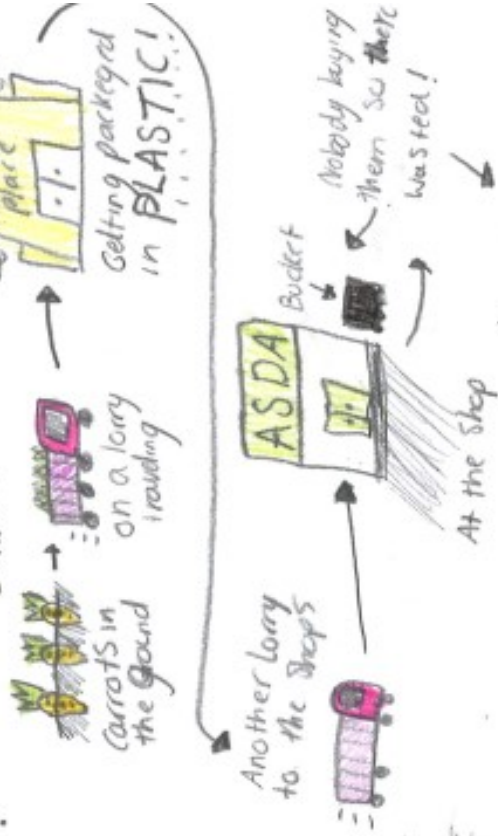 Carrots in
the Ground
on a lorry
traveling
place
Getting packegd
in PLASTIC!
Another Lorry
to the Shops
ASDA
At the Shop
Bucket
Nobody buying
them so there
wasted!